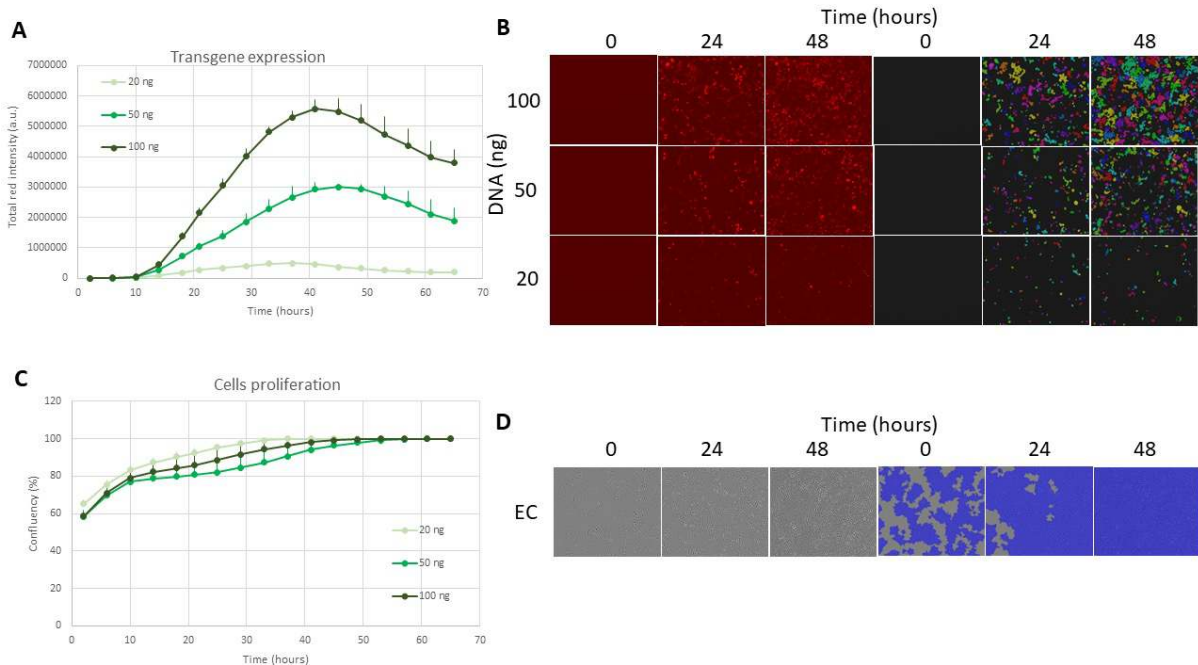 A
Transgene expression
7000000
6000000
5000000
4000000
3000000
2000000
1000000
0
Total red intensity (a.u.)
20 ng
50 ng
100 ng
0 10 20 30 40 50 60 70
Time (hours)
B
Time (hours)
0 24 48 0 24 48
DNA (ng)
100
50
20
C
Cells proliferation
120
100
80
60
40
20
0
Confluency (%)
20 ng
50 ng
100 ng
0 10 20 30 40 50 60 70
Time (hours)
D
Time (hours)
0 24 48 0 24 48
EC